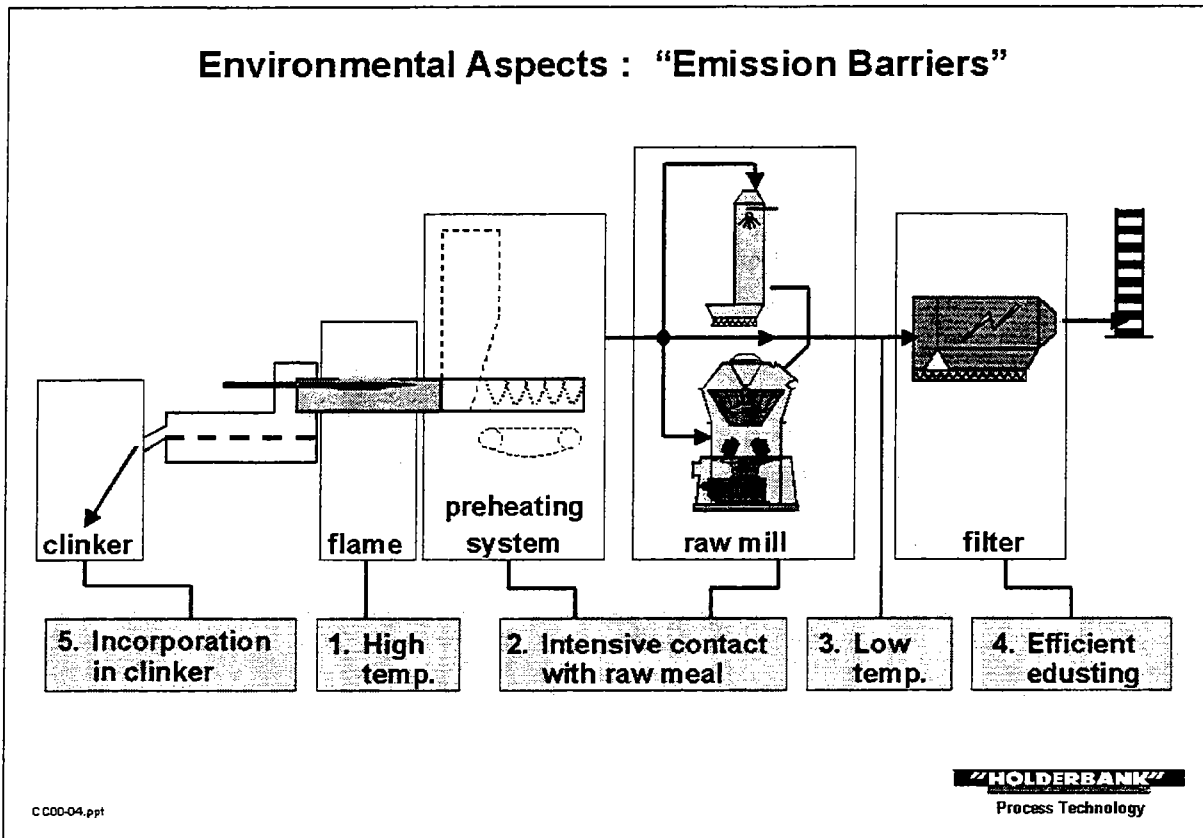 Environmental Aspects : “Emission Barriers”
clinker
flame
preheating
system
raw mill
filter
5. Incorporation
in clinker
1. High
temp.
2. Intensive contact
with raw meal
3. Low
temp.
4. Efficient
edusting
CC00-04.ppt
"HOLDERBANK"
Process Technology